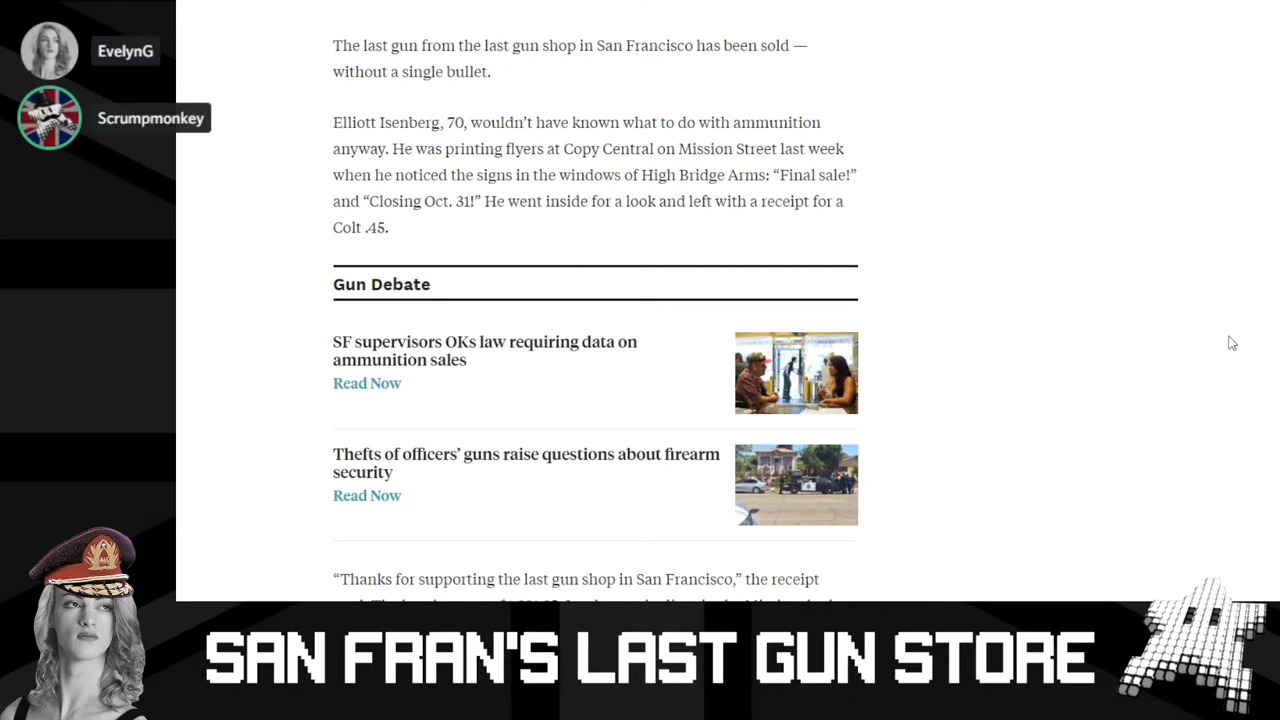 EvelynG
Scrumpmonkey
The last gun from the last gun shop in San Francisco has been sold —
without a single bullet.
Elliott Isenberg, 70, wouldn’t have known what to do with ammunition
anyway. He was printing flyers at Copy Central on Mission Street last week
when he noticed the signs in the windows of High Bridge Arms: “Final sale!”
and “Closing Oct. 31!” He went inside for a look and left with a receipt for a
Colt .45.
Gun Debate
SF supervisors OKs law requiring data on
ammunition sales
Read Now
Thefts of officers’ guns raise questions about firearm
security
Read Now
“Thanks for supporting the last gun shop in San Francisco,” the receipt
SAN FRAN'S LAST GUN STORE